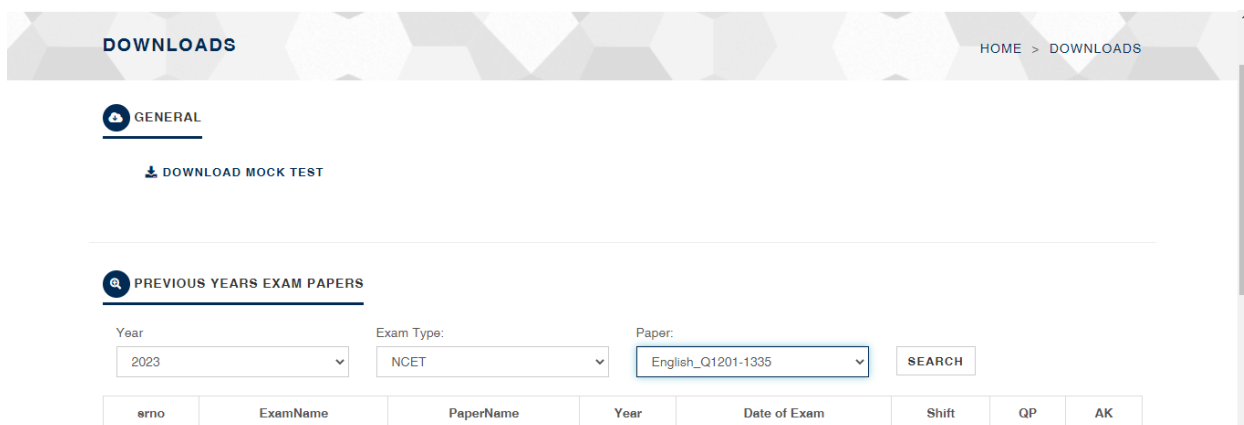 DOWNLOADS
HOME > DOWNLOADS
GENERAL
DOWNLOAD MOCK TEST
PREVIOUS YEARS EXAM PAPERS
Year Exam Type: Paper:
2023 NCET English_Q1201-1335 SEARCH
srno ExamName PaperName Year Date of Exam Shift QP AK